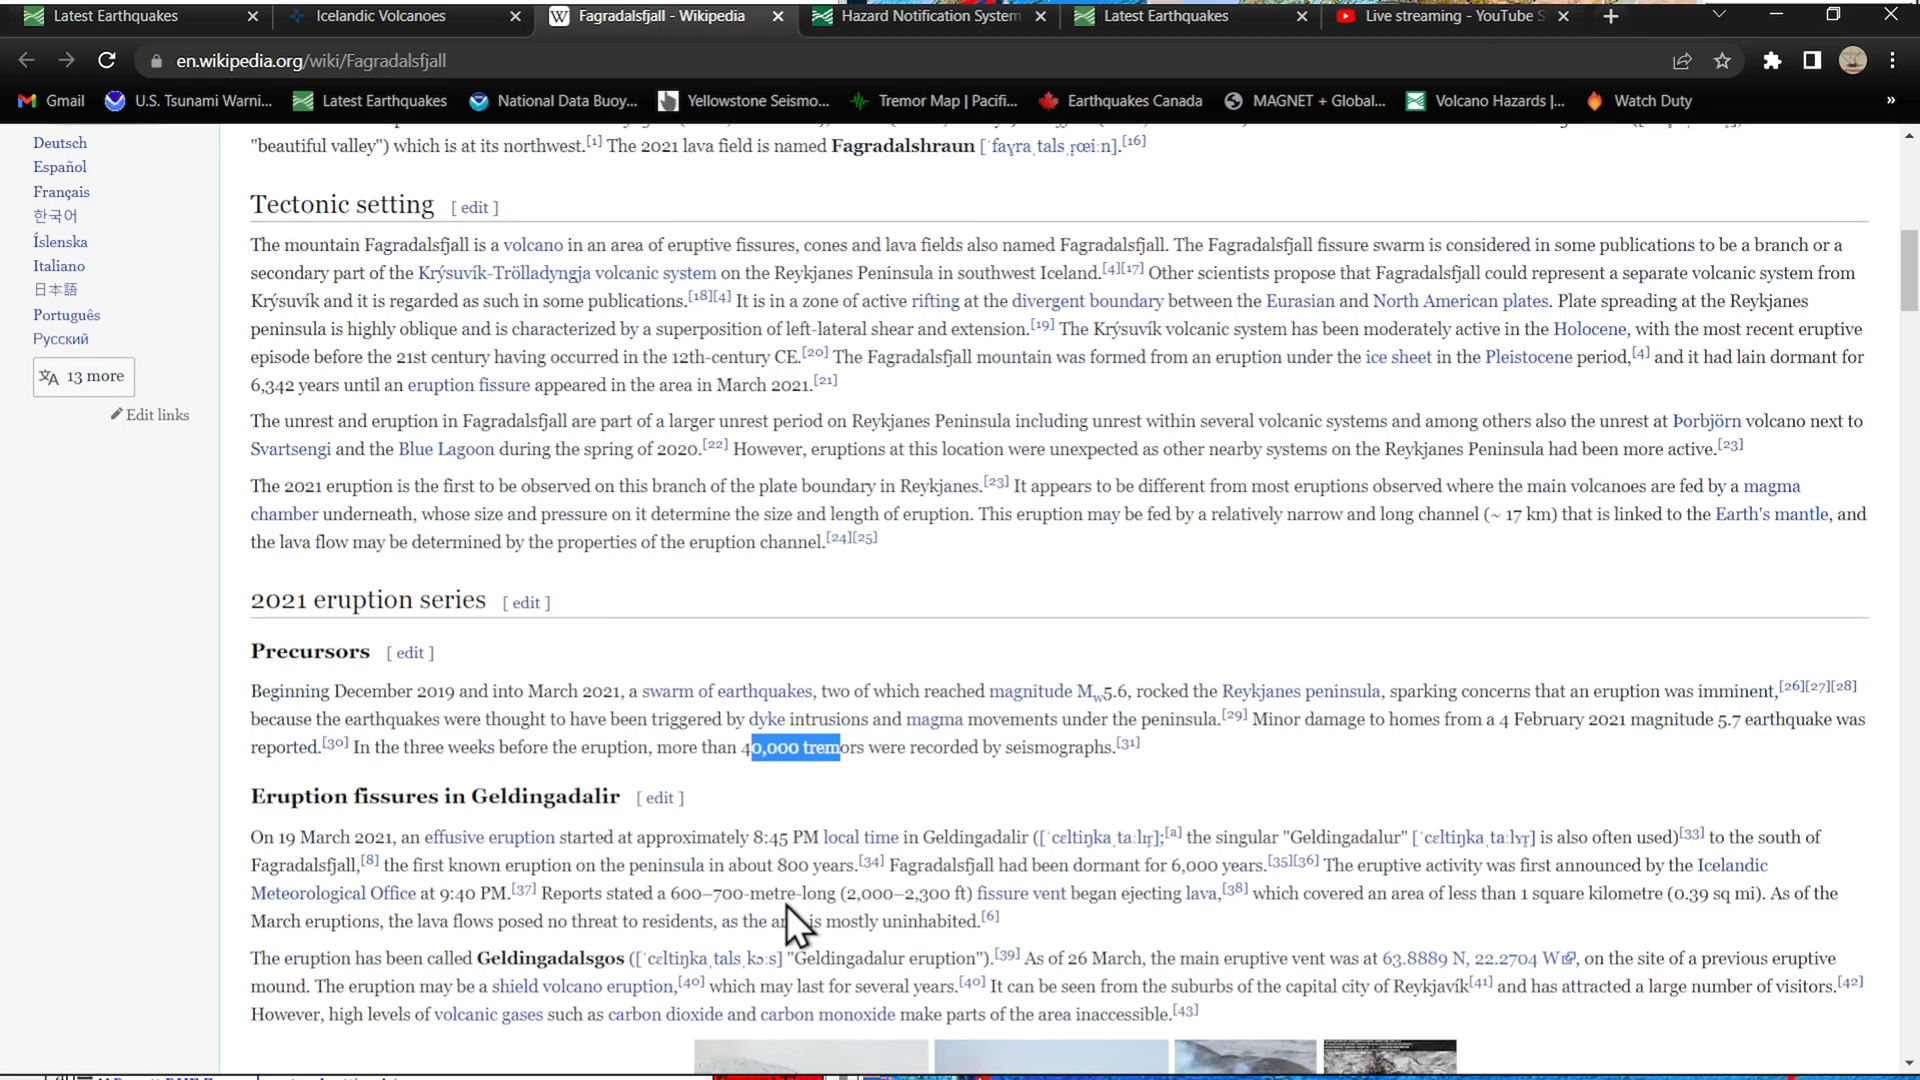 Latest Earthquakes
Icelandic Volcanoes
Fagradalsfjall - Wikipedia
Hazard Notification System
Latest Earthquakes
Live streaming - YouTube S
en.wikipedia.org/wiki/Fagradalsfjall
Gmail
U.S. Tsunami Warni...
Latest Earthquakes
National Data Buoy...
Yellowstone Seismo...
Tremor Map | Pacifi...
Earthquakes Canada
MAGNET + Global...
Volcano Hazards |...
Watch Duty
»
Deutsch
Español
Français
한국어
Íslenska
Italiano
日本語
Português
Русский
13 more
Edit links
"beautiful valley") which is at its northwest.[1] The 2021 lava field is named Fagradalshraun [ˈfaɣraˌtalsˌr̥œiːn].[16]
Tectonic setting [ edit ]
The mountain Fagradalsfjall is a volcano in an area of eruptive fissures, cones and lava fields also named Fagradalsfjall. The Fagradalsfjall fissure swarm is considered in some publications to be a branch or a
secondary part of the Krýsuvík-Trölladyngja volcanic system on the Reykjanes Peninsula in southwest Iceland.[4][17] Other scientists propose that Fagradalsfjall could represent a separate volcanic system from
Krýsuvík and it is regarded as such in some publications.[18][4] It is in a zone of active rifting at the divergent boundary between the Eurasian and North American plates. Plate spreading at the Reykjanes
peninsula is highly oblique and is characterized by a superposition of left-lateral shear and extension.[19] The Krýsuvík volcanic system has been moderately active in the Holocene, with the most recent eruptive
episode before the 21st century having occurred in the 12th-century CE.[20] The Fagradalsfjall mountain was formed from an eruption under the ice sheet in the Pleistocene period,[4] and it had lain dormant for
6,342 years until an eruption fissure appeared in the area in March 2021.[21]
The unrest and eruption in Fagradalsfjall are part of a larger unrest period on Reykjanes Peninsula including unrest within several volcanic systems and among others also the unrest at Þorbjörn volcano next to
Svartsengi and the Blue Lagoon during the spring of 2020.[22] However, eruptions at this location were unexpected as other nearby systems on the Reykjanes Peninsula had been more active.[23]
The 2021 eruption is the first to be observed on this branch of the plate boundary in Reykjanes.[23] It appears to be different from most eruptions observed where the main volcanoes are fed by a magma
chamber underneath, whose size and pressure on it determine the size and length of eruption. This eruption may be fed by a relatively narrow and long channel (~ 17 km) that is linked to the Earth's mantle, and
the lava flow may be determined by the properties of the eruption channel.[24][25]
2021 eruption series [ edit ]
Precursors [ edit ]
Beginning December 2019 and into March 2021, a swarm of earthquakes, two of which reached magnitude Mw5.6, rocked the Reykjanes peninsula, sparking concerns that an eruption was imminent,[26][27][28]
because the earthquakes were thought to have been triggered by dyke intrusions and magma movements under the peninsula.[29] Minor damage to homes from a 4 February 2021 magnitude 5.7 earthquake was
reported.[30] In the three weeks before the eruption, more than 40,000 tremors were recorded by seismographs.[31]
Eruption fissures in Geldingadalir [ edit ]
On 19 March 2021, an effusive eruption started at approximately 8:45 PM local time in Geldingadalir ([ˈcɛltiŋkaˌtaːlɪr̥];[a] the singular "Geldingadalur" [ˈcɛltiŋkaˌtaːlʏr̥] is also often used)[33] to the south of
Fagradalsfjall,[8] the first known eruption on the peninsula in about 800 years.[34] Fagradalsfjall had been dormant for 6,000 years.[35][36] The eruptive activity was first announced by the Icelandic
Meteorological Office at 9:40 PM.[37] Reports stated a 600–700-metre-long (2,000–2,300 ft) fissure vent began ejecting lava,[38] which covered an area of less than 1 square kilometre (0.39 sq mi). As of the
March eruptions, the lava flows posed no threat to residents, as the is mostly uninhabited.[6]
The eruption has been called Geldingadalsgos ([ˈcɛltiŋkaˌtalsˌkɔːs] "Geldingadalur eruption").[39] As of 26 March, the main eruptive vent was at 63.8889 N, 22.2704 W, on the site of a previous eruptive
mound. The eruption may be a shield volcano eruption,[40] which may last for several years.[40] It can be seen from the suburbs of the capital city of Reykjavík[41] and has attracted a large number of visitors.[42]
However, high levels of volcanic gases such as carbon dioxide and carbon monoxide make parts of the area inaccessible.[43]